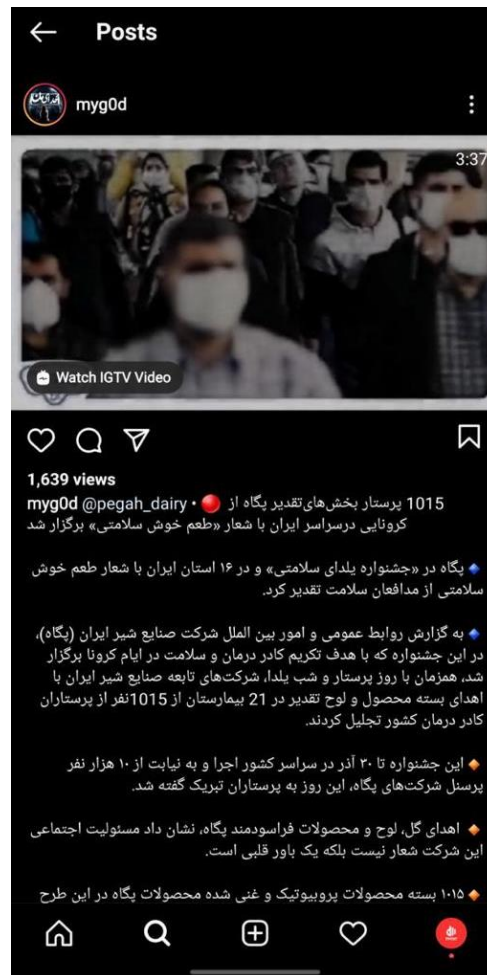 Posts
myg0d
3:37
Watch IGTV Video
1,639 views
myg0d @pegah_dairy • 🔴 1015 پرستار بخش‌های‌تقدیر پگاه از
کرونایی درسراسر ایران با شعار «طعم خوش سلامتی» برگزار شد
🔹 پگاه در «جشنواره یلدای سلامتی» و در ۱۶ استان ایران با شعار طعم خوش
سلامتی از مدافعان سلامت تقدیر کرد.
🔹 به گزارش روابط عمومی و امور بین الملل شرکت صنایع شیر ایران (پگاه)،
در این جشنواره که با هدف تکریم کادر درمان و سلامت در ایام کرونا برگزار
شد، همزمان با روز پرستار و شب یلدا، شرکت‌های تابعه صنایع شیر ایران با
اهدای بسته محصول و لوح تقدیر در 21 بیمارستان از 1015نفر از پرستاران
کادر درمان کشور تجلیل کردند.
🔸 این جشنواره تا ۳۰ آذر در سراسر کشور اجرا و به نیابت از ۱۰ هزار نفر
پرسنل شرکت‌های پگاه، این روز به پرستاران تبریک گفته شد.
🔸 اهدای گل، لوح و محصولات فراسودمند پگاه، نشان داد مسئولیت اجتماعی
این شرکت شعار نیست بلکه یک باور قلبی است.
🔸 ۱۰۱۵ بسته محصولات پروبیوتیک و غنی شده محصولات پگاه در این طرح